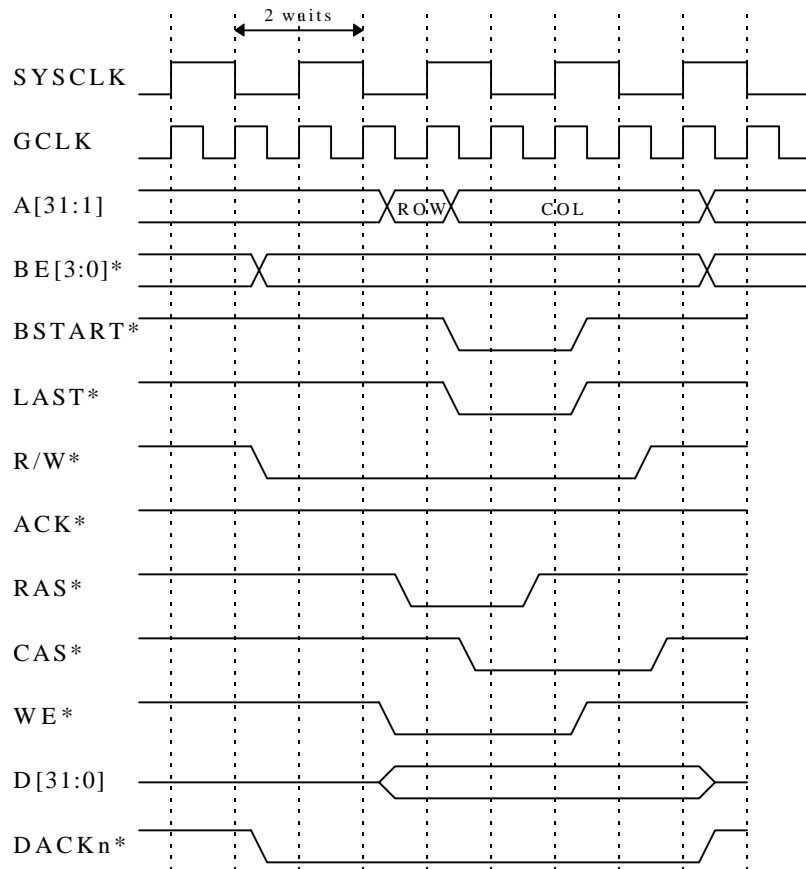 2 waits
SYSCLK
GCLK
A[31:1]
ROW
COL
BE[3:0]*
BSTART*
LAST*
R/W*
ACK*
RAS*
CAS*
WE*
D[31:0]
DACKn*